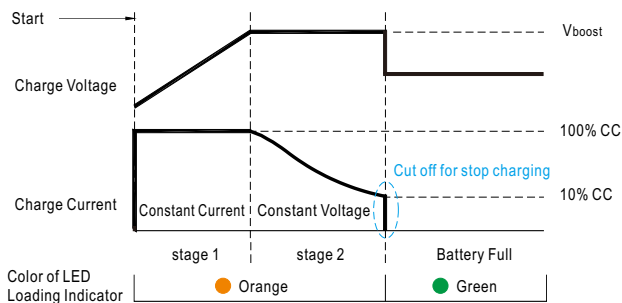 Start
Vboost
Charge Voltage
100% CC
Cut off for stop charging
10% CC
Charge Current
Constant Current
Constant Voltage
stage 1
stage 2
Battery Full
Color of LED
Loading Indicator
Orange
Green